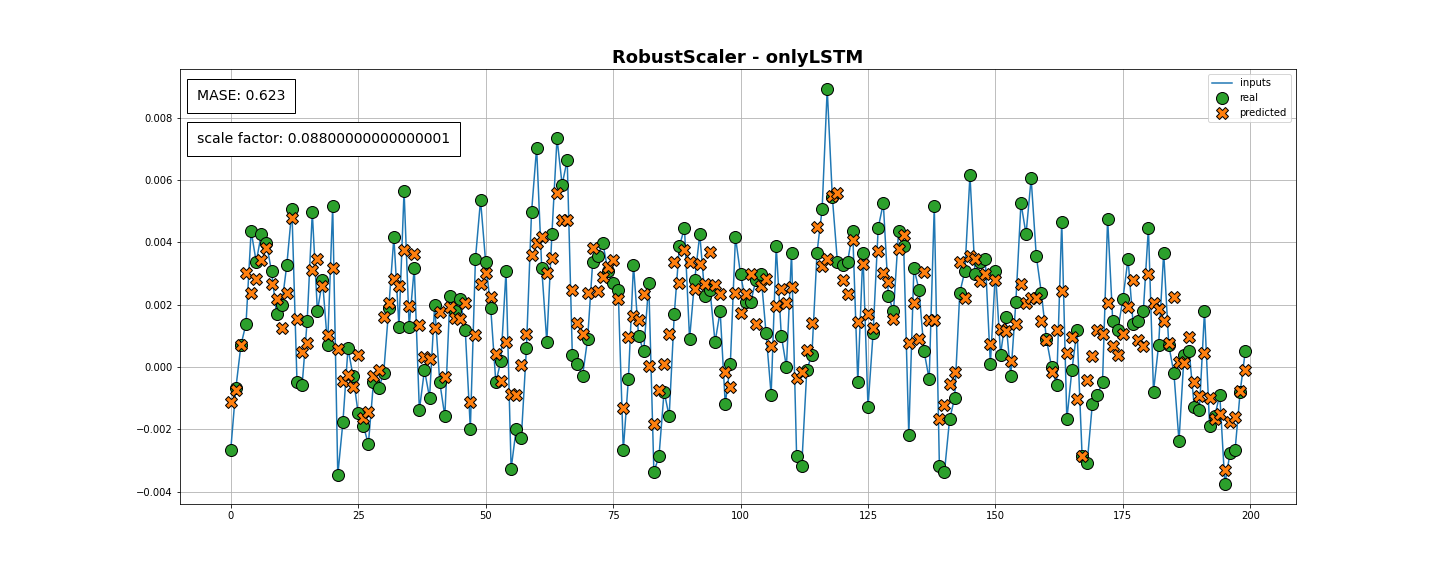 RobustScaler - onlyLSTM
MASE: 0.623
scale factor: 0.08800000000000001
inputs
real
predicted
0.008
0.006
0.004
0.002
0.000
−0.002
−0.004
0 25 50 75 100 125 150 175 200